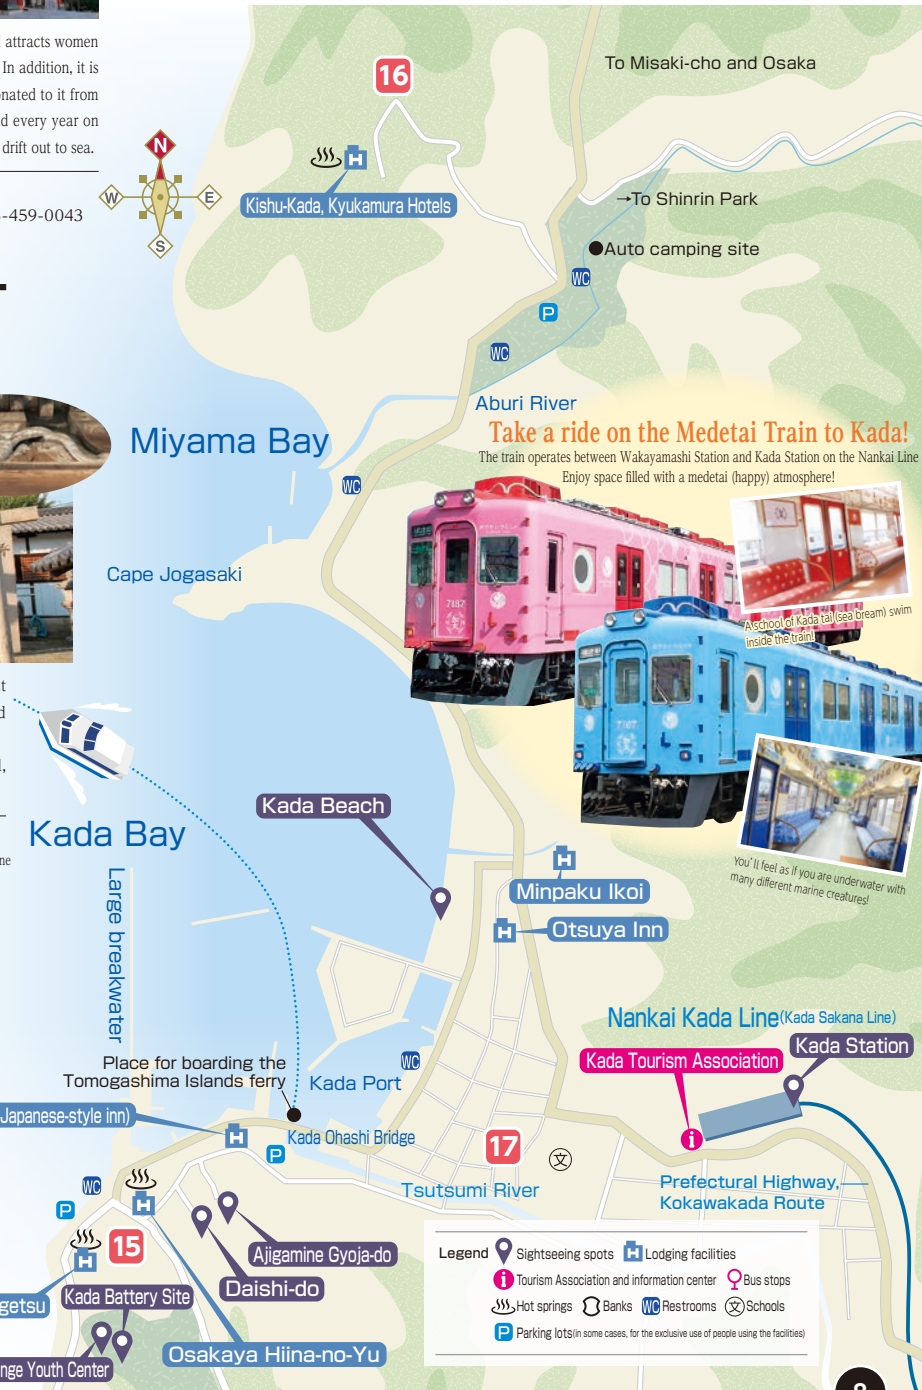 attracts women
In addition, it is
nated to it from
d every year on
drift out to sea.
-459-0043
N
W
E
S
16
To Misaki-cho and Osaka
Kishu-Kada, Kyukamura Hotels
→To Shinrin Park
●Auto camping site
WC
P
WC
Aburi River
Miyama Bay
WC
Take a ride on the Medetai Train to Kada!
The train operates between Wakayamashi Station and Kada Station on the Nankai Line
Enjoy space filled with a medetai (happy) atmosphere!
7187
A school of Kada tai (sea bream) swim
inside the train!
Cape Jogasaki
t
d
,
ne
Kada Bay
Kada Beach
You'll feel as if you are underwater with
many different marine creatures!
Minpaku Ikoi
Otsuya Inn
Large breakwater
Nankai Kada Line(Kada Sakana Line)
Kada Station
Kada Tourism Association
Place for boarding the
Tomogashima Islands ferry
Kada Port
WC
Japanese-style inn)
Kada Ohashi Bridge
P
17
文
Tsutsumi River
Prefectural Highway,
Kokawakada Route
WC
P
15
Ajigamine Gyoja-do
Daishi-do
getsu
Kada Battery Site
Osakaya Hiina-no-Yu
nge Youth Center
Legend Sightseeing spots H Lodging facilities
i Tourism Association and information center Bus stops
Hot springs Banks WC Restrooms 文 Schools
P Parking lots(in some cases, for the exclusive use of people using the facilities)